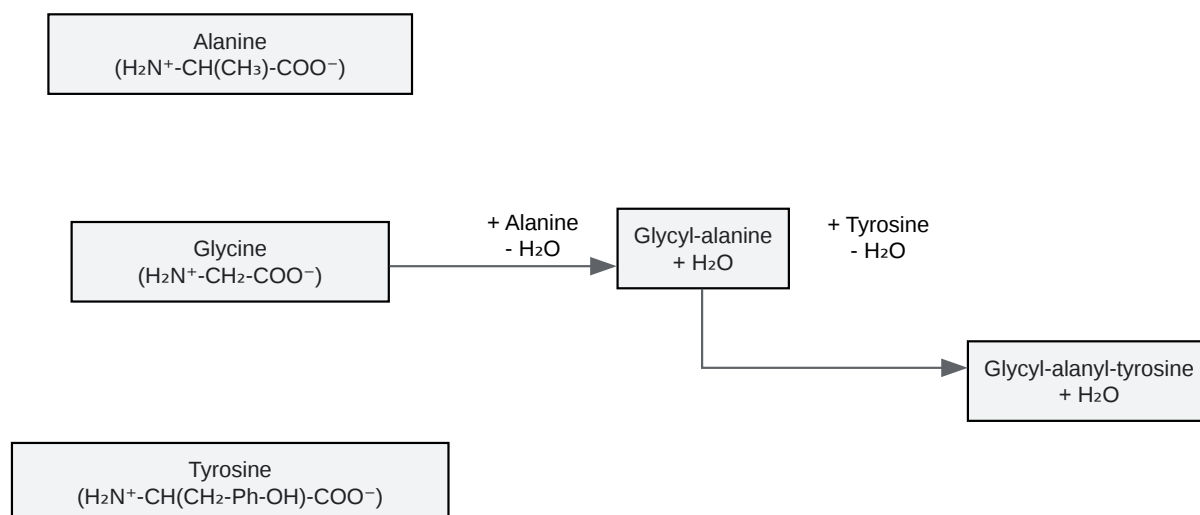 Alanine
(H₂N⁺-CH(CH₃)-COO⁻)
Glycine
(H₂N⁺-CH₂-COO⁻)
+ Alanine
- H₂O
Glycyl-alanine
+ H₂O
+ Tyrosine
- H₂O
Glycyl-alanyl-tyrosine
+ H₂O
Tyrosine
(H₂N⁺-CH(CH₂-Ph-OH)-COO⁻)